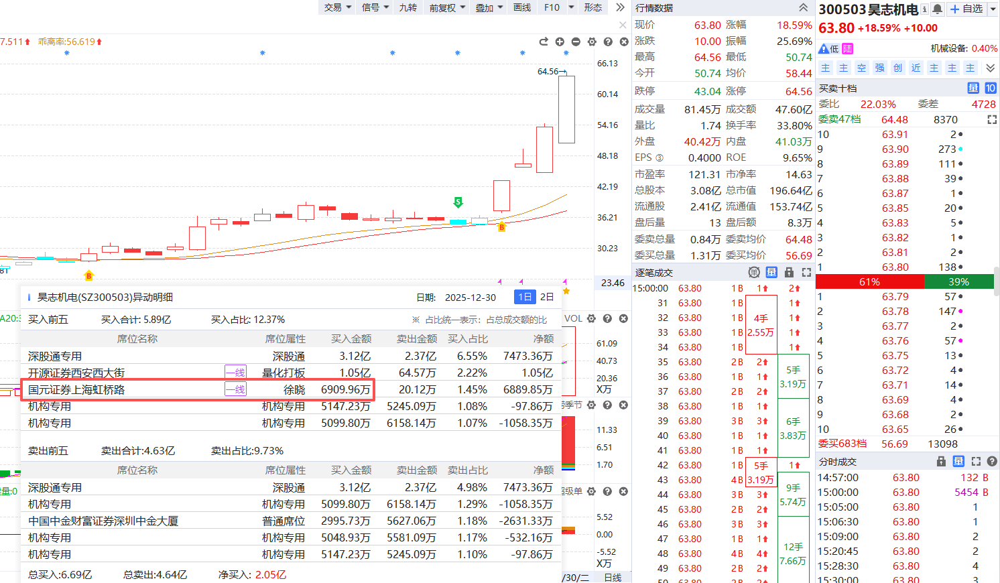 交易 信号 九转 前复权 叠加 画线 F10 形态
7.511 乖离率:56.619
64.56→
66.13
60.14
54.16
48.18
42.19
36.21
30.23
23.46
S
B
B
昊志机电(SZ300503)异动明细 日期: 2025-12-30 1日 2日
买入前五 买入合计: 5.89亿 买入占比: 12.37% ※ 占比统一表示: 占总成交额的比
席位名称 席位属性 买入金额 卖出金额 买入占比 净额
深股通专用 深股通 3.12亿 2.37亿 6.55% 7473.36万
开源证券西安西大街 一线 量化打板 1.05亿 64.57万 2.22% 1.05亿
国元证券上海虹桥路 一线 徐晓 6909.96万 20.12万 1.45% 6889.85万
机构专用 机构专用 5147.23万 5245.09万 1.08% -97.86万
机构专用 机构专用 5099.80万 6158.14万 1.07% -1058.35万
卖出前五 卖出合计:4.63亿 卖出占比:9.73%
席位名称 席位属性 买入金额 卖出金额 卖出占比 净额
深股通专用 深股通 3.12亿 2.37亿 4.98% 7473.36万
机构专用 机构专用 5099.80万 6158.14万 1.29% -1058.35万
中国中金财富证券深圳中金大厦 普通席位 2995.73万 5627.06万 1.18% -2631.33万
机构专用 机构专用 5048.93万 5581.09万 1.17% -532.16万
机构专用 机构专用 5147.23万 5245.09万 1.10% -97.86万
总买入:6.69亿 总卖出:4.64亿 净买入: 2.05亿
VOL
61.09
40.73
20.36
X万
季节
11.33
6.51
1.70
级单
5.52
0.00
-5.52
X万
/30/二 日线
行情数据
现价 63.80 涨幅 18.59%
涨跌 10.00 振幅 25.69%
最高 64.56 最低 50.74
今开 50.74 均价 58.44
跌停 43.04 涨停 64.56
成交量 81.45万 成交额 47.60亿
量比 1.74 换手率 33.80%
外盘 40.42万 内盘 41.03万
EPS ③ 0.4000 ROE 9.65%
市盈率 121.31 市净率 14.63
总股本 3.08亿 总市值 196.64亿
流通股 2.41亿 流通值 153.74亿
盘后量 13 盘后额 8.3万
委卖总量 0.84万 委卖均价 64.48
委买总量 1.31万 委买均价 56.69
逐笔成交 量
15:00:00 63.80 1B 1 2
31 63.80 1B 1
32 63.80 1B 1
33 63.80 1B 1
34 63.80 1B 1
4手
2.55万
35 63.80 2B 2
36 63.80 1B 1
37 63.80 2B 2
5手
3.19万
38 63.80 1B 1
39 63.80 3B 3
40 63.80 1B 1
41 63.80 1B 1
6手
3.83万
42 63.80 1B 1
43 63.80 4B
5手
3.19万
44 63.80 3B 3
45 63.80 2B 2
9手
5.74万
46 63.80 3B 3
47 63.80 1B 1
48 63.80 4B 4
49 63.80 2B 2
12手
7.66万
50 63.80 2B 2
300503昊志机电 自选
63.80 +18.59% +10.00
低 陆 机械设备: 0.40%
主 主 空 强 创 近 主 主 主
买卖十档 量 10
委比 22.03% 委差 4728
委卖47档 64.48 8370
10 63.91 2
9 63.90 273
8 63.89 111
7 63.88 39
6 63.87 1
5 63.85 20
4 63.83 5
3 63.82 1
2 63.81 2
1 63.80 138
61% 39%
1 63.79 57
2 63.78 147
3 63.77 2
4 63.76 57
5 63.75 13
6 63.72 4
7 63.71 14
8 63.69 4
9 63.68 2
10 63.65 26
委买683档 56.69 13098
分时成交 量
14:57:00 63.80 132 B
15:00:00 63.80 5454 B
15:05:00 63.80 1
15:06:30 63.80 1
15:09:00 63.80 2
15:20:45 63.80 2
15:28:30 63.80 4
15:30:00 63.80 3